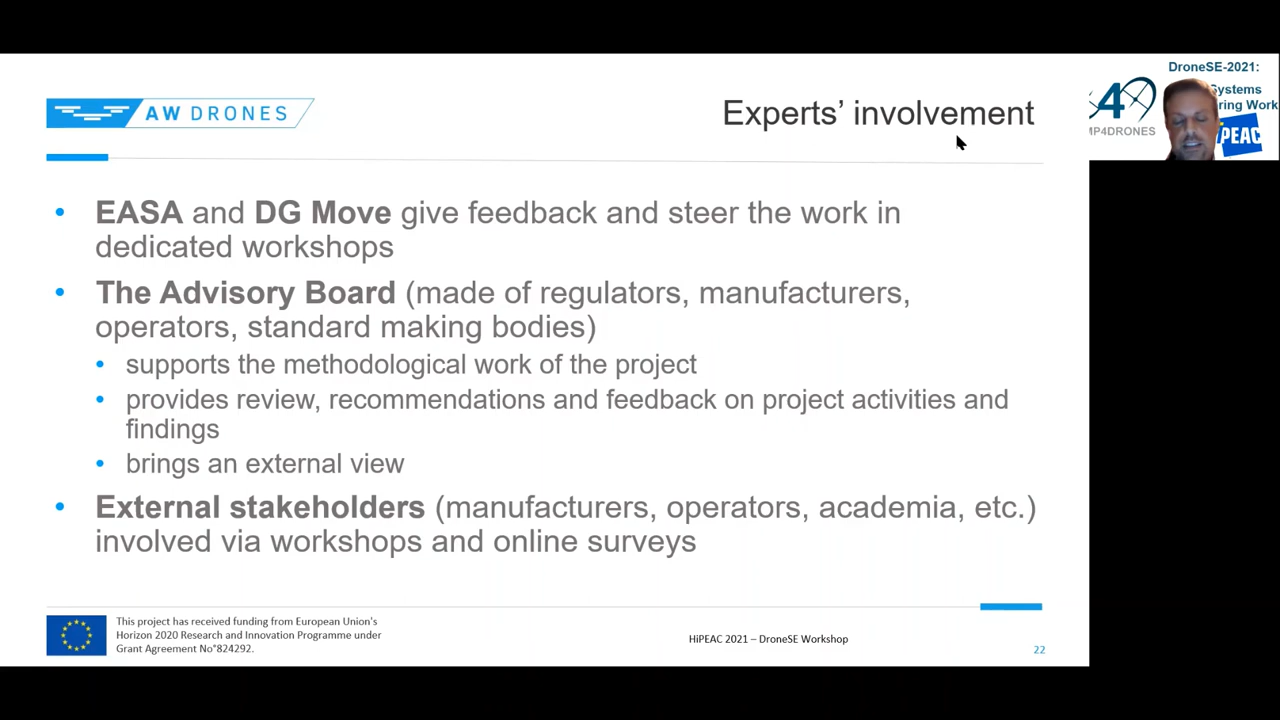 AW DRONES
Experts' involvement
DroneSE-2021:
Systems
ring Work
4
MP4DRONES
PEAC
• EASA and DG Move give feedback and steer the work in
dedicated workshops
• The Advisory Board (made of regulators, manufacturers,
operators, standard making bodies)
• supports the methodological work of the project
• provides review, recommendations and feedback on project activities and
findings
• brings an external view
• External stakeholders (manufacturers, operators, academia, etc.)
involved via workshops and online surveys
This project has received funding from European Union's
Horizon 2020 Research and Innovation Programme under
Grant Agreement No°824292.
HiPEAC 2021 – DroneSE Workshop
22